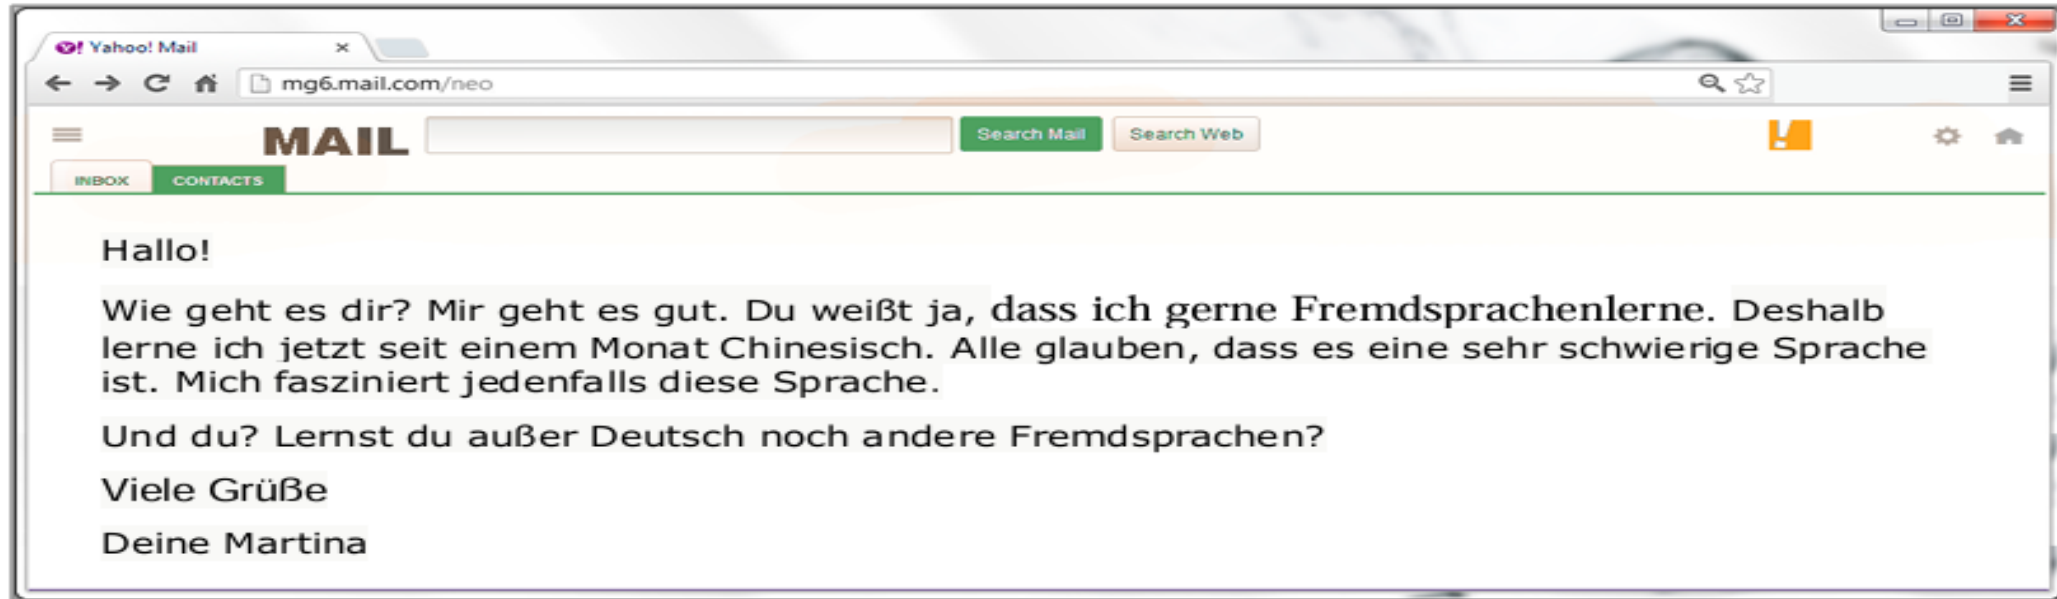 Yahoo! Mail
mg6.mail.com/neo
MAIL Search Mail Search Web
INBOX CONTACTS
Hallo!
Wie geht es dir? Mir geht es gut. Du weißt ja, dass ich gerne Fremdsprachenlerne. Deshalb
lerne ich jetzt seit einem Monat Chinesisch. Alle glauben, dass es eine sehr schwierige Sprache
ist. Mich fasziniert jedenfalls diese Sprache.
Und du? Lernst du außer Deutsch noch andere Fremdsprachen?
Viele Grüße
Deine Martina